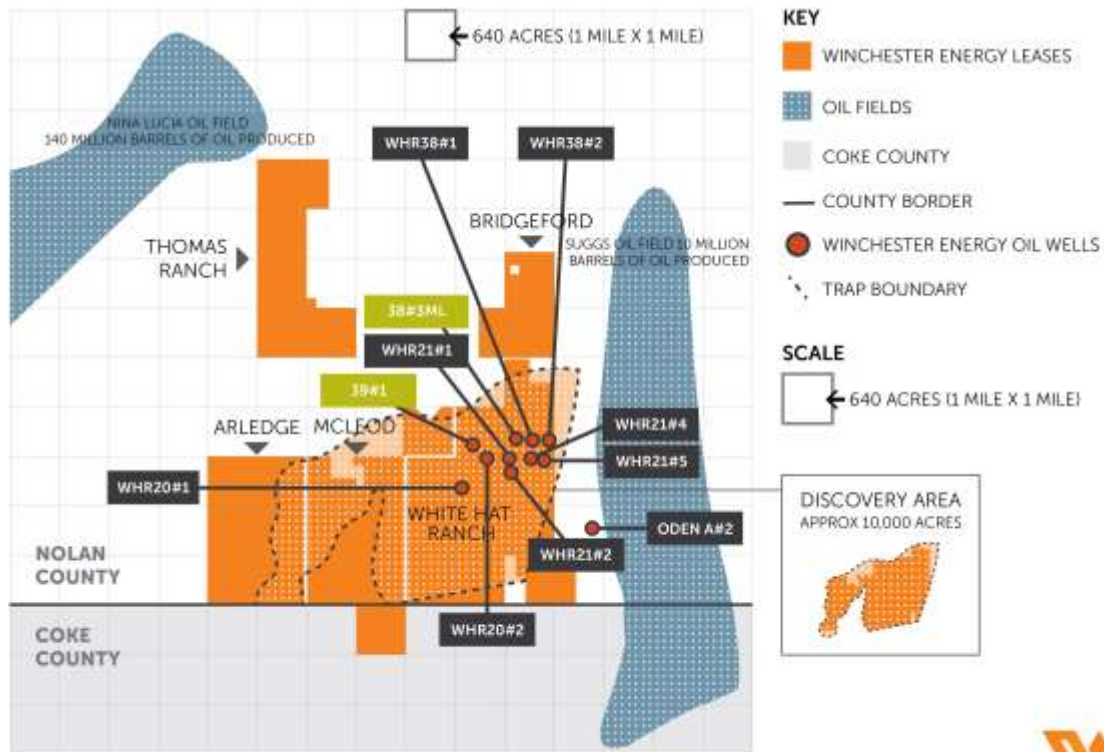 640 ACRES (1 MILE X 1 MILE)
NINA LUCIA OIL FIELD
140 MILLION BARRELS OF OIL PRODUCED
WHR38#1
WHR38#2
BRIDGEFORD
THOMAS
RANCH
SUGGS OIL FIELD 10 MILLION
BARRELS OF OIL PRODUCED
38#3ML
WHR21#1
39#1
ARLEDGE
MCLEOD
WHR21#4
WHR21#5
WHR20#1
WHITE HAT
RANCH
ODEN A#2
WHR21#2
WHR20#2
NOLAN
COUNTY
COKE
COUNTY
KEY
WINCHESTER ENERGY LEASES
OIL FIELDS
COKE COUNTY
COUNTY BORDER
WINCHESTER ENERGY OIL WELLS
TRAP BOUNDARY
SCALE
640 ACRES (1 MILE X 1 MILE)
DISCOVERY AREA
APPROX 10,000 ACRES